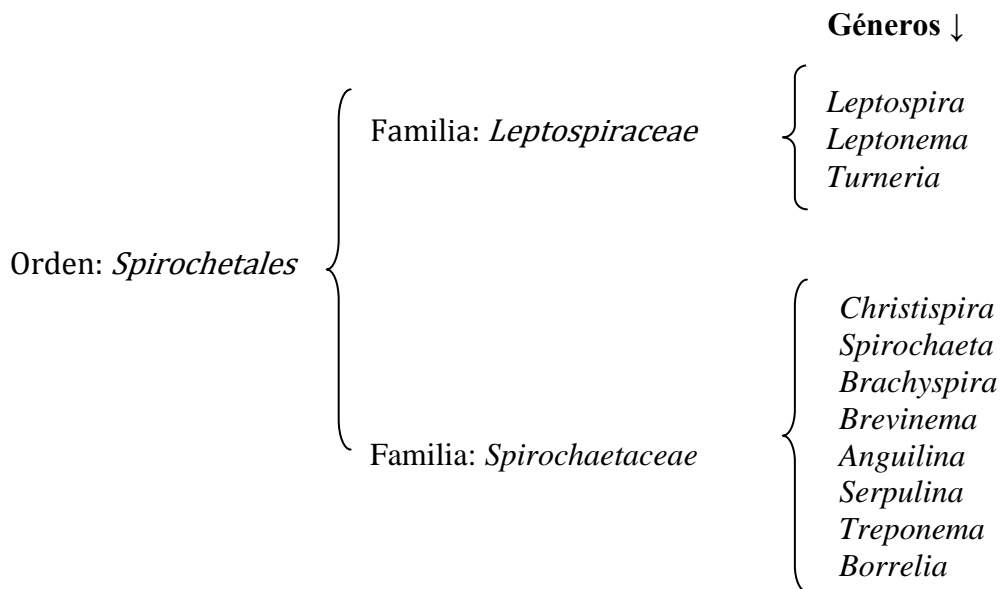 Géneros ↓
Leptospira
Familia: Leptospiraceae
Leptonema
Turneria
Orden: Spirochetales
Christispira
Spirochaeta
Brachyspira
Brevinema
Familia: Spirochaetaceae
Anguilina
Serpulina
Treponema
Borrelia